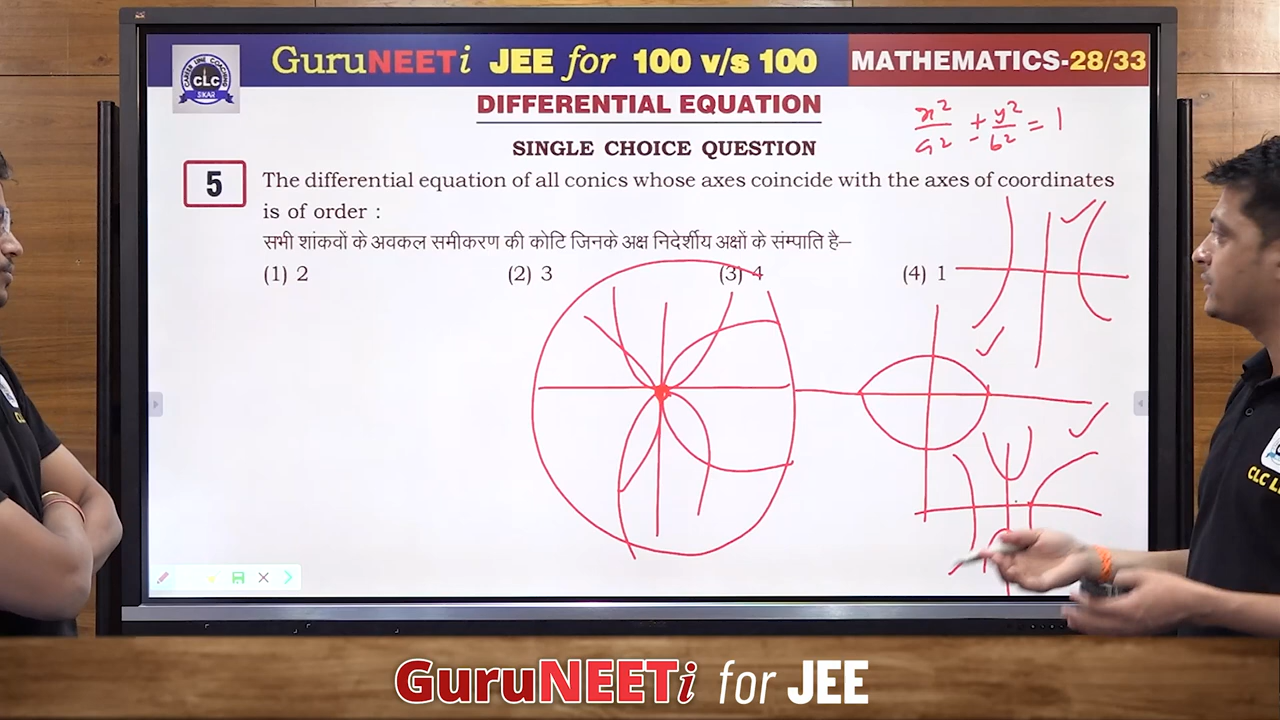 GuruNEETi JEE for 100 v/s 100
MATHEMATICS-28/33
CAREER LINE COACHING
CLC
SIKAR
DIFFERENTIAL EQUATION
x²/a² ± y²/b² = 1
SINGLE CHOICE QUESTION
5 The differential equation of all conics whose axes coincide with the axes of coordinates
is of order :
सभी शांकवों के अवकल समीकरण की कोटि जिनके अक्ष निर्देशीय अक्षों के संम्पाति है–
(1) 2 (2) 3 (3) 4 (4) 1
GuruNEETi for JEE